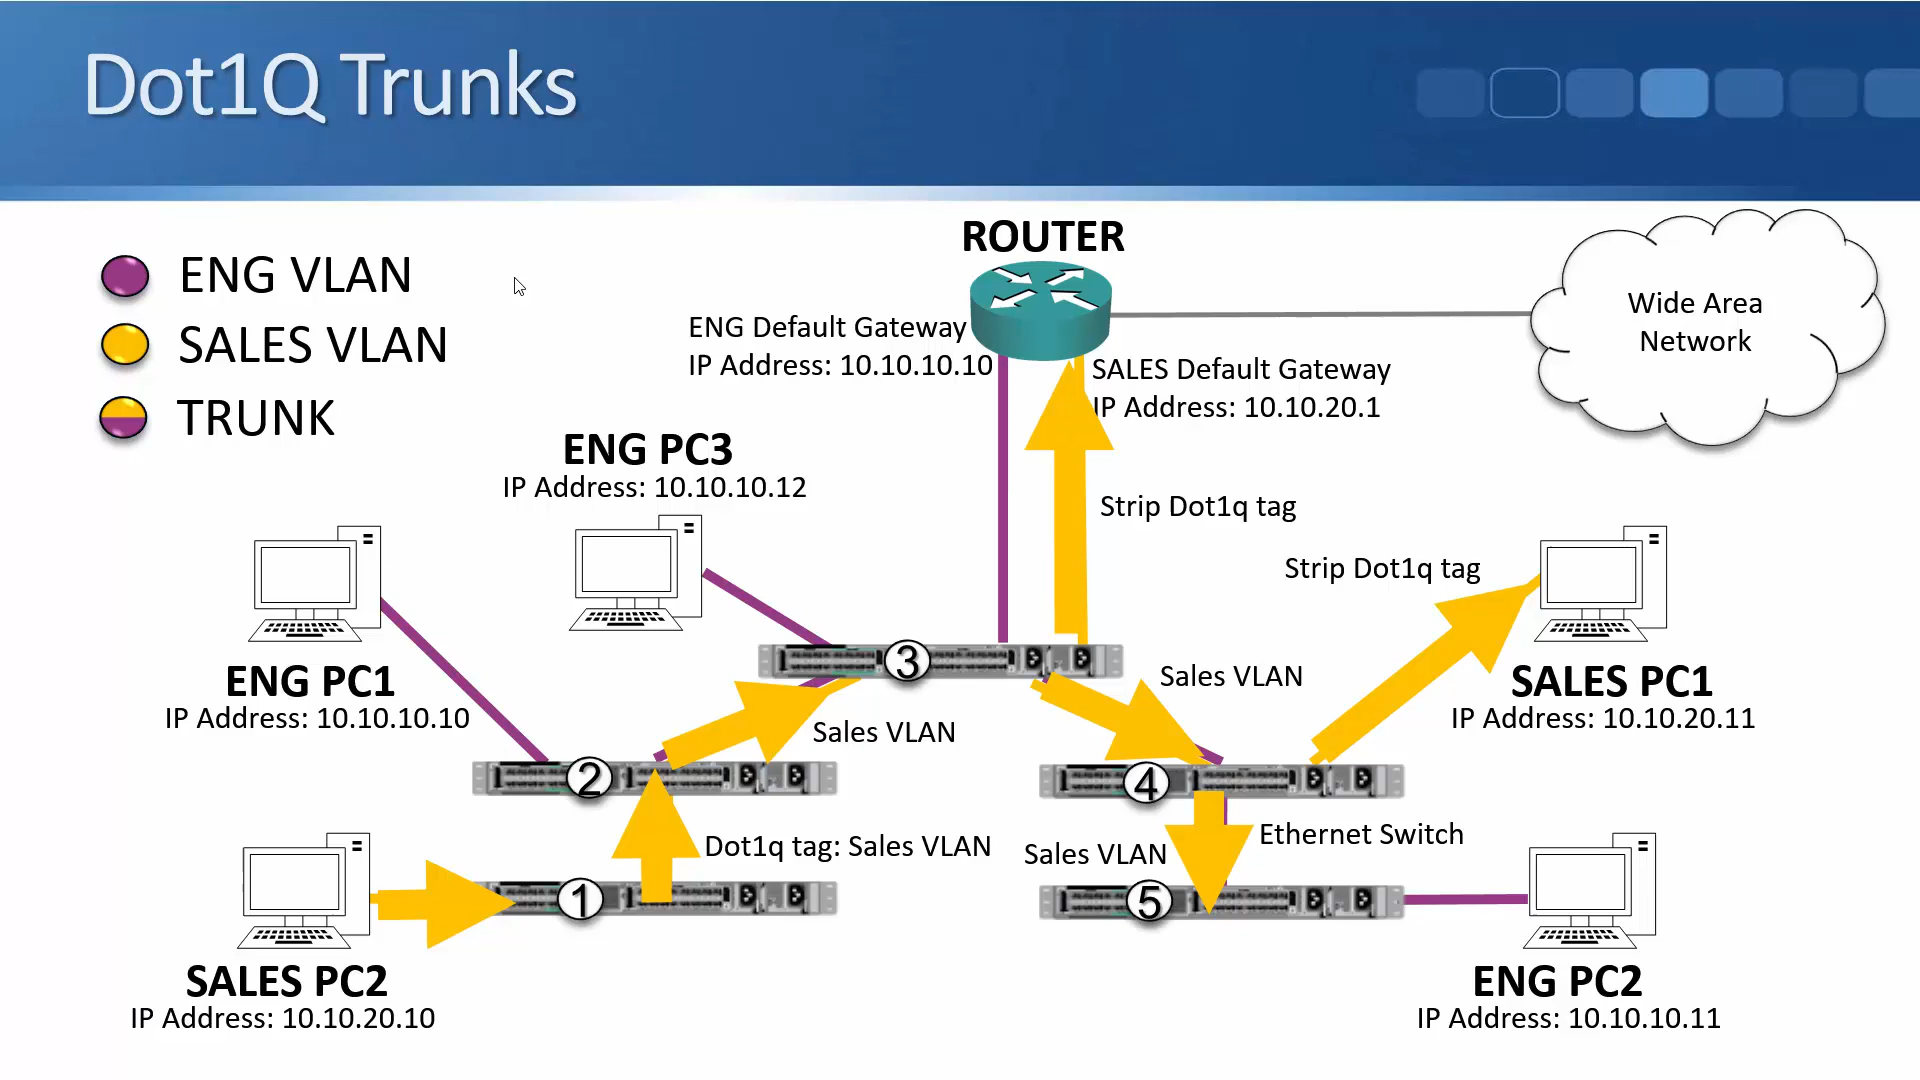 Dot1Q Trunks
ROUTER
ENG VLAN
SALES VLAN
TRUNK
ENG Default Gateway
IP Address: 10.10.10.10
SALES Default Gateway
IP Address: 10.10.20.1
Wide Area
Network
ENG PC3
IP Address: 10.10.10.12
Strip Dot1q tag
Strip Dot1q tag
ENG PC1
IP Address: 10.10.10.10
3
Sales VLAN
SALES PC1
IP Address: 10.10.20.11
Sales VLAN
2
4
Dot1q tag: Sales VLAN
Sales VLAN
Ethernet Switch
1
5
SALES PC2
IP Address: 10.10.20.10
ENG PC2
IP Address: 10.10.10.11